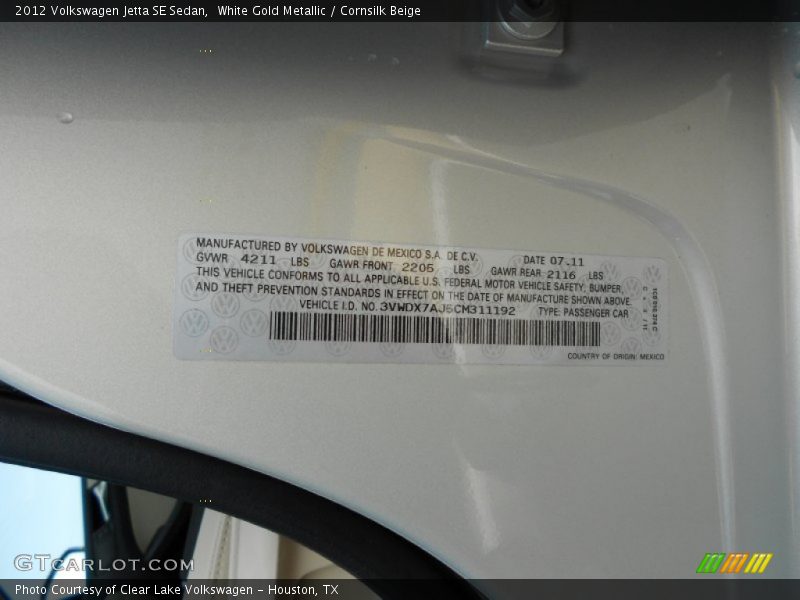 2012 Volkswagen Jetta SE Sedan,  White Gold Metallic / Cornsilk Beige
MANUFACTURED BY VOLKSWAGEN DE MEXICO S.A. DE C.V. DATE 07.11
GVWR 4211 LBS GAWR FRONT 2205 LBS GAWR REAR 2116 LBS
THIS VEHICLE CONFORMS TO ALL APPLICABLE U.S. FEDERAL MOTOR VEHICLE SAFETY, BUMPER,
AND THEFT PREVENTION STANDARDS IN EFFECT ON THE DATE OF MANUFACTURE SHOWN ABOVE.
VEHICLE I.D. NO. 3VWDX7AJ5CM311192 TYPE: PASSENGER CAR
COUNTRY OF ORIGIN: MEXICO
GTCARLOT.COM
Photo Courtesy of Clear Lake Volkswagen - Houston, TX